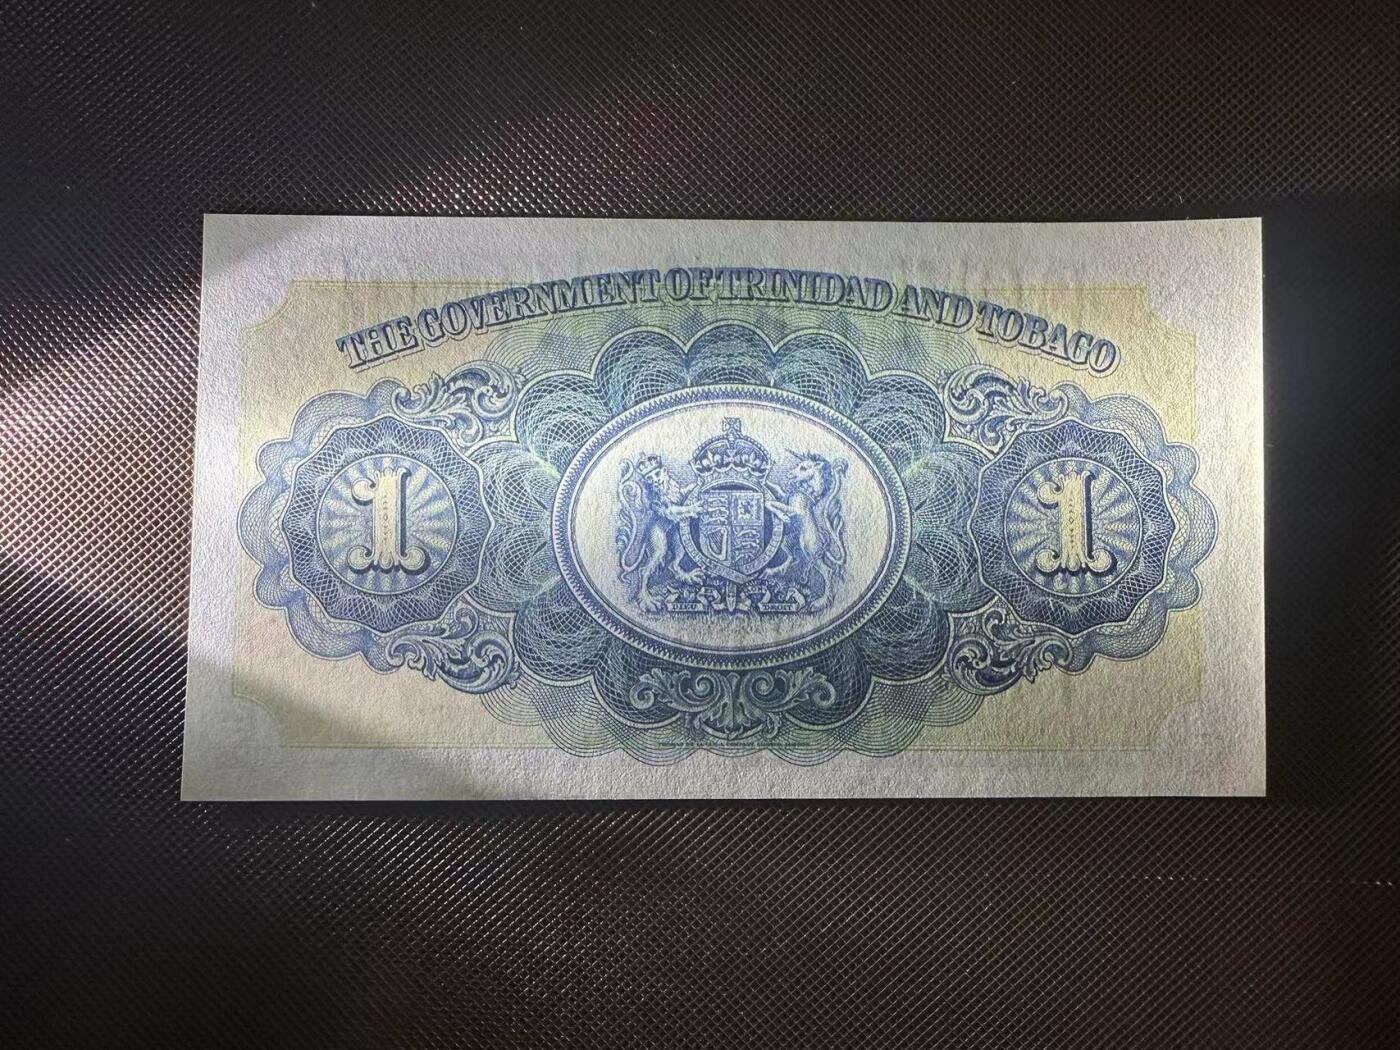 THE GOVERNMENT OF TRINIDAD AND TOBAGO
1 1
DIEU DROIT